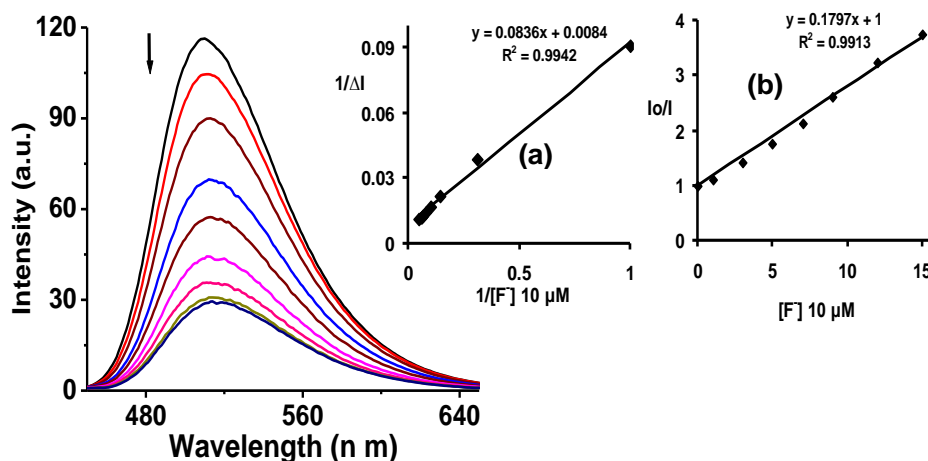 120
90
60
30
0
Intensity (a.u.)
480
560
640
Wavelength (n m)
y = 0.0836x + 0.0084
R² = 0.9942
0.09
0.06
0.03
0
1/ΔI
(a)
0
0.5
1
1/[F⁻] 10 µM
y = 0.1797x + 1
R² = 0.9913
4
3
2
1
0
Io/I
(b)
0
5
10
15
[F⁻] 10 µM